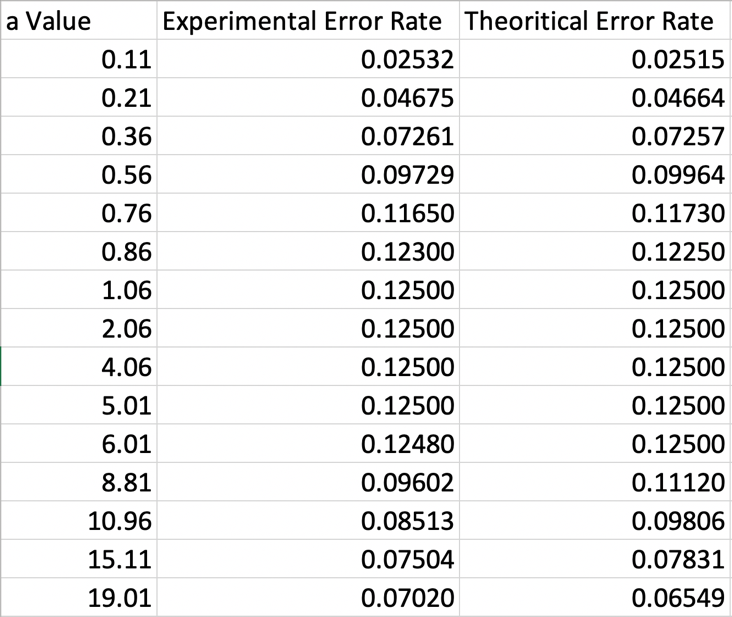 a Value Experimental Error Rate Theoritical Error Rate
0.11 0.02532 0.02515
0.21 0.04675 0.04664
0.36 0.07261 0.07257
0.56 0.09729 0.09964
0.76 0.11650 0.11730
0.86 0.12300 0.12250
1.06 0.12500 0.12500
2.06 0.12500 0.12500
4.06 0.12500 0.12500
5.01 0.12500 0.12500
6.01 0.12480 0.12500
8.81 0.09602 0.11120
10.96 0.08513 0.09806
15.11 0.07504 0.07831
19.01 0.07020 0.06549